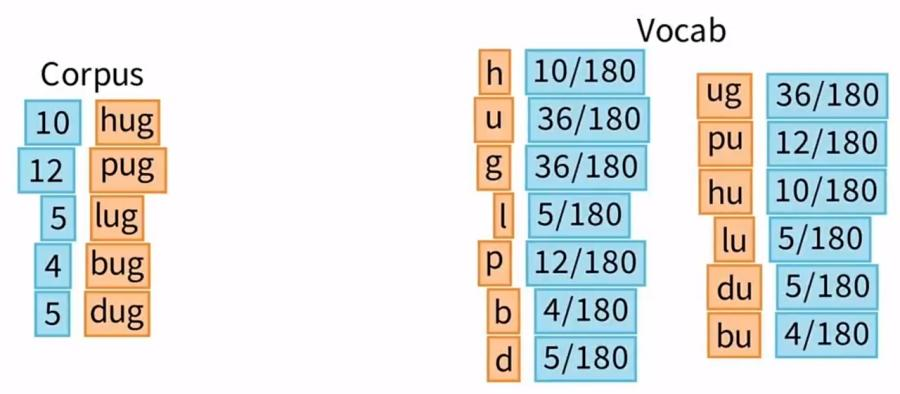 Corpus
10 hug
12 pug
5 lug
4 bug
5 dug
Vocab
h 10/180
u 36/180
g 36/180
l 5/180
p 12/180
b 4/180
d 5/180
ug 36/180
pu 12/180
hu 10/180
lu 5/180
du 5/180
bu 4/180